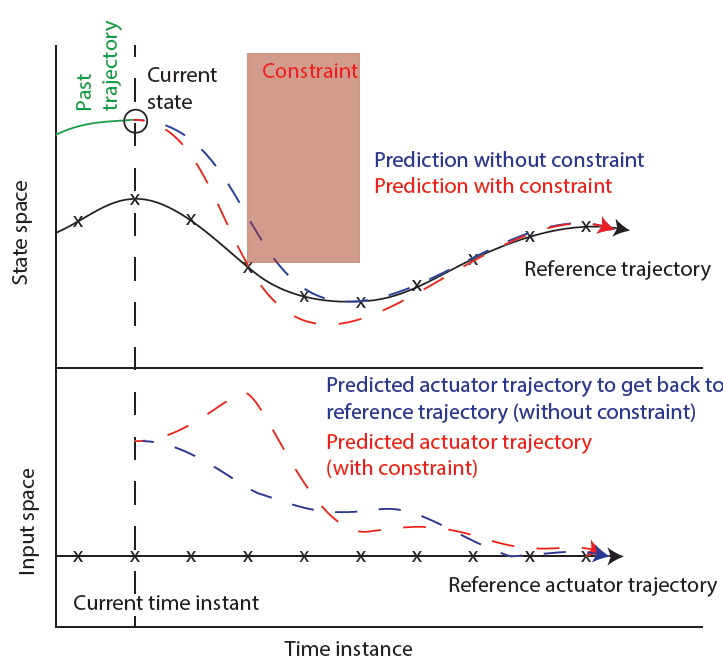 Past
trajectory
Current
state
Constraint
Prediction without constraint
Prediction with constraint
State space
Reference trajectory
Predicted actuator trajectory to get back to
reference trajectory (without constraint)
Predicted actuator trajectory
(with constraint)
Input space
Reference actuator trajectory
Current time instant
Time instance